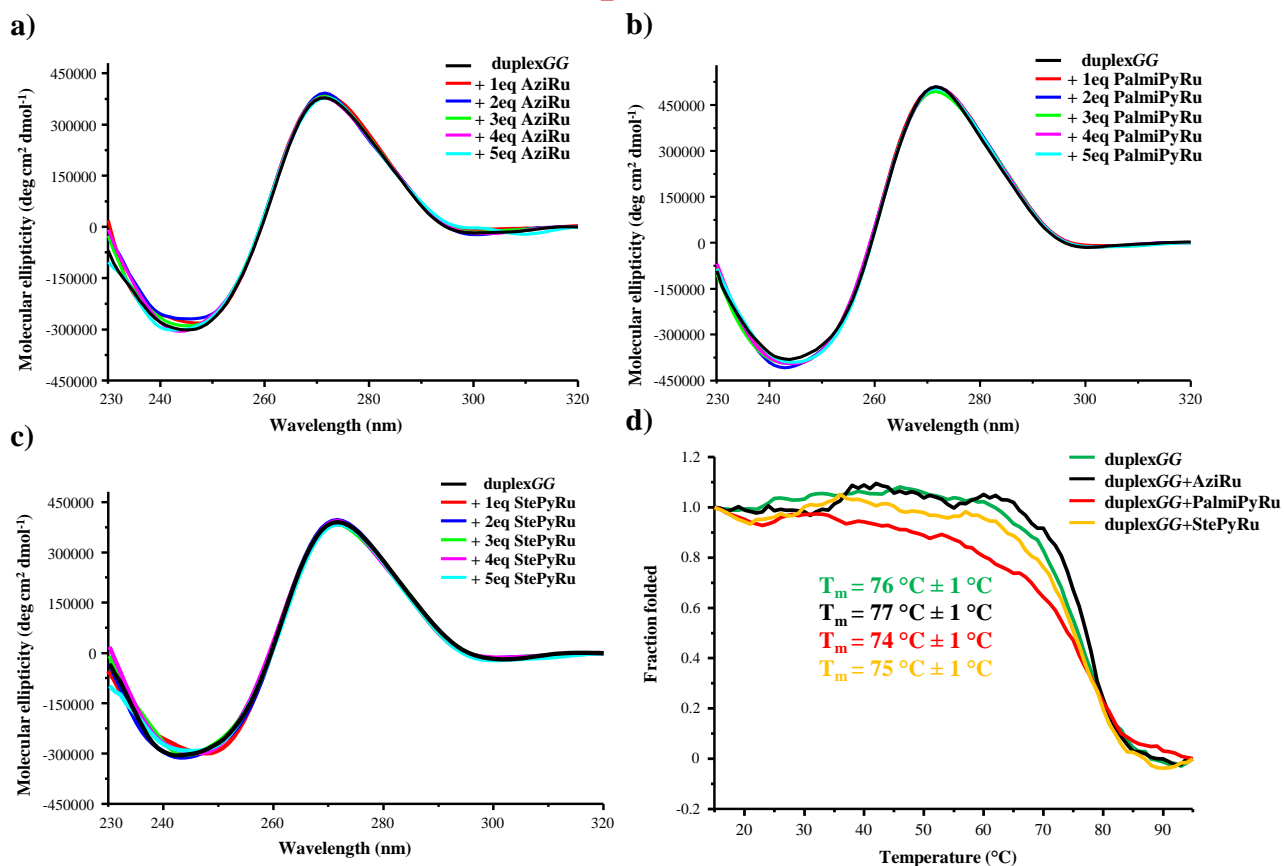 a)
Molecular ellipticity (deg cm² dmol⁻¹)
450000
300000
150000
0
-150000
-300000
-450000
230 240 260 280 300 320
Wavelength (nm)
duplexGG
+ 1eq AziRu
+ 2eq AziRu
+ 3eq AziRu
+ 4eq AziRu
+ 5eq AziRu
b)
Molecular ellipticity (deg cm² dmol⁻¹)
450000
300000
150000
0
-150000
-300000
-450000
230 240 260 280 300 320
Wavelength (nm)
duplexGG
+ 1eq PalmiPyRu
+ 2eq PalmiPyRu
+ 3eq PalmiPyRu
+ 4eq PalmiPyRu
+ 5eq PalmiPyRu
c)
Molecular ellipticity (deg cm² dmol⁻¹)
450000
300000
150000
0
-150000
-300000
-450000
230 240 260 280 300 320
Wavelength (nm)
duplexGG
+ 1eq StePyRu
+ 2eq StePyRu
+ 3eq StePyRu
+ 4eq StePyRu
+ 5eq StePyRu
d)
Fraction folded
1.2
1.0
0.8
0.6
0.4
0.2
0
-0.2
20 30 40 50 60 70 80 90
Temperature (°C)
duplexGG
duplexGG+AziRu
duplexGG+PalmiPyRu
duplexGG+StePyRu
Tₘ = 76 °C ± 1 °C
Tₘ = 77 °C ± 1 °C
Tₘ = 74 °C ± 1 °C
Tₘ = 75 °C ± 1 °C